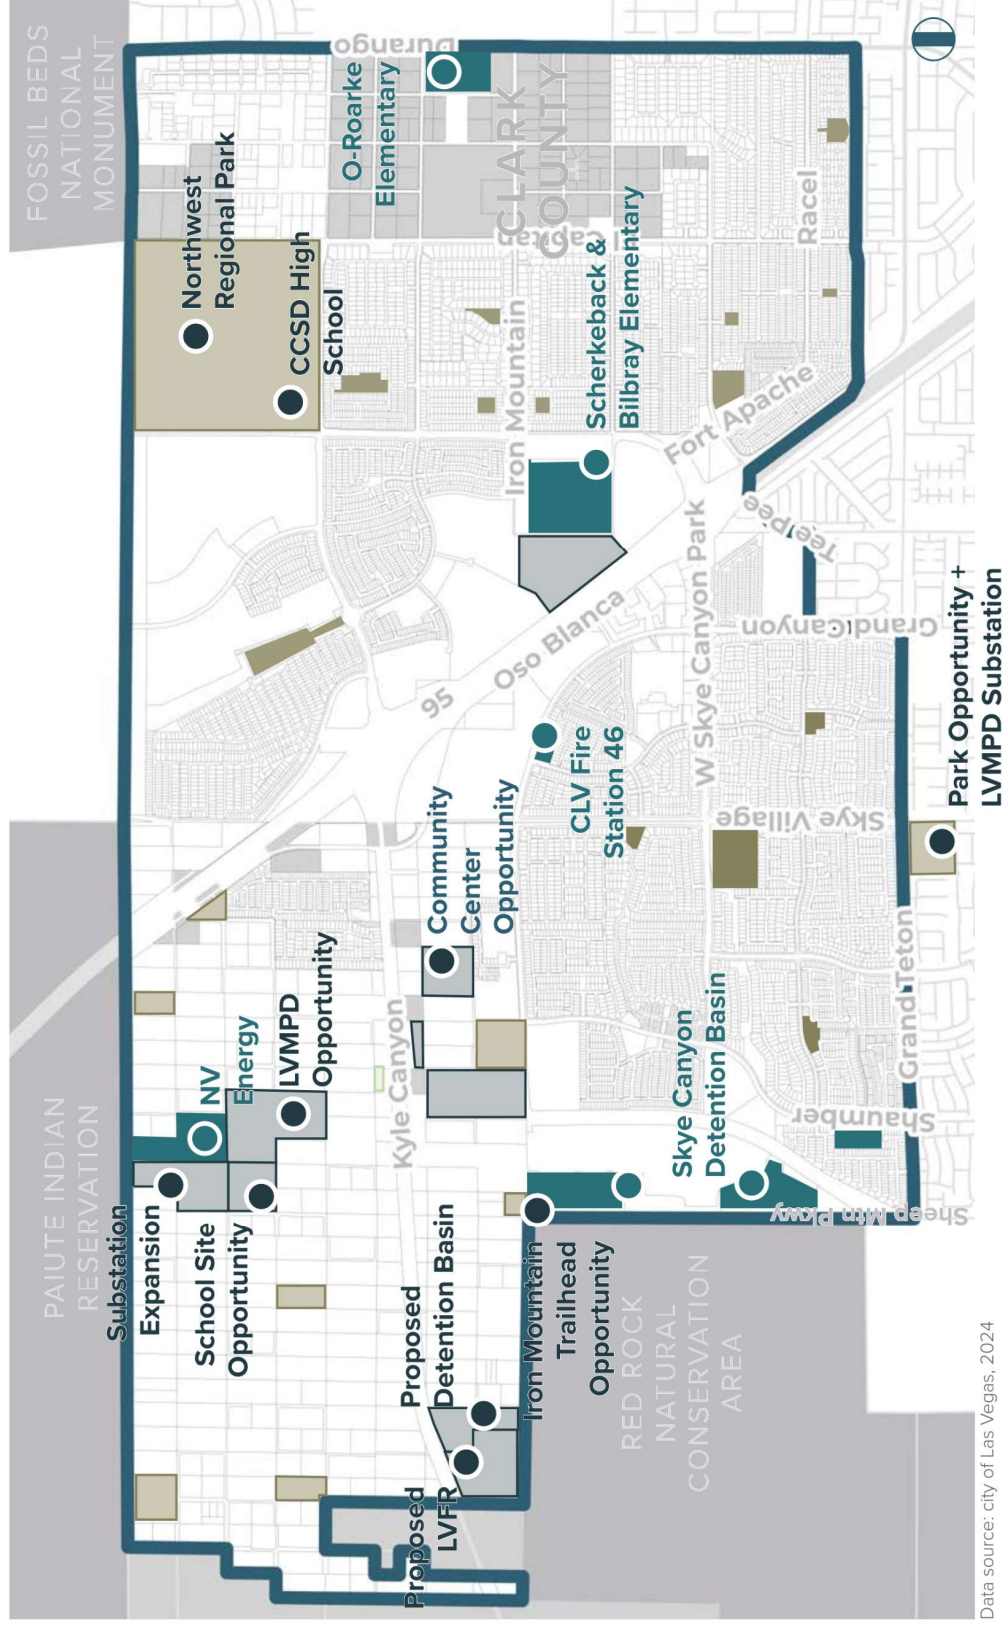 FOSSIL BEDS
NATIONAL
MONUMENT
Durango
O-Roarke
Elementary
CLARK
COUNTY
Northwest
Regional Park
CCSD High
School
Racel
Scherkeback &
Bilbray Elementary
Iron Mountain
Fort Apache
Tee Pee
Grand Canyon
W Skye Canyon Park
Oso Blanca
95
CLV Fire
Station 46
Skye Village
Park Opportunity +
LVMPD Substation
Community
Center
Opportunity
PAIUTE INDIAN
RESERVATION
NV
Energy
LVMPD
Opportunity
Kyle Canyon
Grand Teton
Shaumber
Skye Canyon
Detention Basin
Sheep Mtn Pkwy
Substation
Expansion
School Site
Opportunity
Proposed
Detention Basin
Iron Mountain
Trailhead
Opportunity
RED ROCK
NATURAL
CONSERVATION
AREA
Proposed
LVFR
Data source: city of Las Vegas, 2024